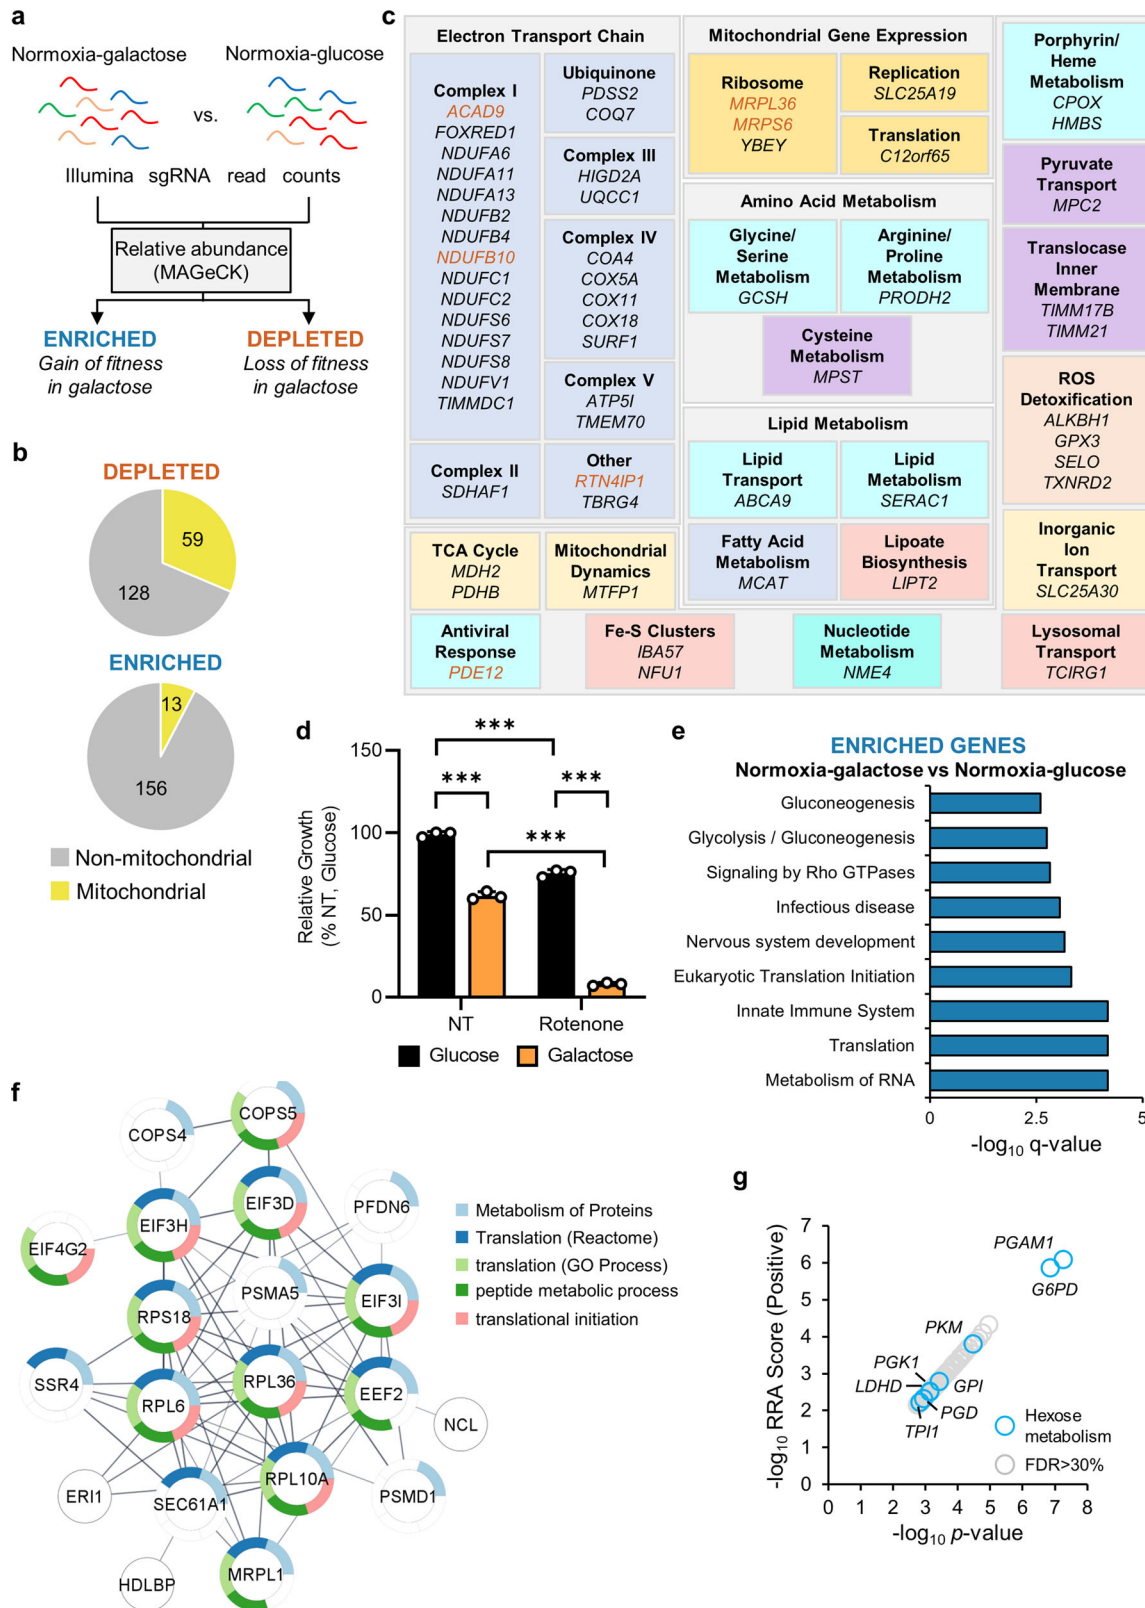 a
Normoxia-galactose
Normoxia-glucose
vs.
Illumina sgRNA read counts
Relative abundance
(MAGeCK)
ENRICHED
Gain of fitness
in galactose
DEPLETED
Loss of fitness
in galactose
b
DEPLETED
59
128
ENRICHED
13
156
Non-mitochondrial
Mitochondrial
c
Electron Transport Chain
Complex I
ACAD9
FOXRED1
NDUFA6
NDUFA11
NDUFA13
NDUFB2
NDUFB4
NDUFB10
NDUFC1
NDUFC2
NDUFS6
NDUFS7
NDUFS8
NDUFV1
TIMMDC1
Complex II
SDHAF1
Ubiquinone
PDSS2
COQ7
Complex III
HIGD2A
UQCC1
Complex IV
COA4
COX5A
COX11
COX18
SURF1
Complex V
ATP5I
TMEM70
Other
RTN4IP1
TBRG4
TCA Cycle
MDH2
PDHB
Mitochondrial
Dynamics
MTFP1
Antiviral
Response
PDE12
Fe-S Clusters
IBA57
NFU1
Nucleotide
Metabolism
NME4
Mitochondrial Gene Expression
Ribosome
MRPL36
MRPS6
YBEY
Replication
SLC25A19
Translation
C12orf65
Amino Acid Metabolism
Glycine/
Serine
Metabolism
GCSH
Arginine/
Proline
Metabolism
PRODH2
Cysteine
Metabolism
MPST
Lipid Metabolism
Lipid
Transport
ABCA9
Lipid
Metabolism
SERAC1
Fatty Acid
Metabolism
MCAT
Lipoate
Biosynthesis
LIPT2
Porphyrin/
Heme
Metabolism
CPOX
HMBS
Pyruvate
Transport
MPC2
Translocase
Inner
Membrane
TIMM17B
TIMM21
ROS
Detoxification
ALKBH1
GPX3
SELO
TXNRD2
Inorganic
Ion
Transport
SLC25A30
Lysosomal
Transport
TCIRG1
d
Relative Growth
(% NT, Glucose)
150
100
50
0
***
***
***
***
NT
Rotenone
Glucose
Galactose
e
ENRICHED GENES
Normoxia-galactose vs Normoxia-glucose
Gluconeogenesis
Glycolysis / Gluconeogenesis
Signaling by Rho GTPases
Infectious disease
Nervous system development
Eukaryotic Translation Initiation
Innate Immune System
Translation
Metabolism of RNA
0
2.5
5
-log10 q-value
f
COPS4
COPS5
EIF3H
EIF3D
PFDN6
EIF4G2
PSMA5
RPS18
EIF3I
SSR4
RPL6
RPL36
EEF2
NCL
ERI1
SEC61A1
RPL10A
PSMD1
HDLBP
MRPL1
Metabolism of Proteins
Translation (Reactome)
translation (GO Process)
peptide metabolic process
translational initiation
g
-log10 RRA Score (Positive)
7
6
5
4
3
2
1
0
PGAM1
G6PD
PKM
PGK1
LDHD
GPI
PGD
TPI1
Hexose
metabolism
FDR>30%
0 1 2 3 4 5 6 7 8
-log10 p-value